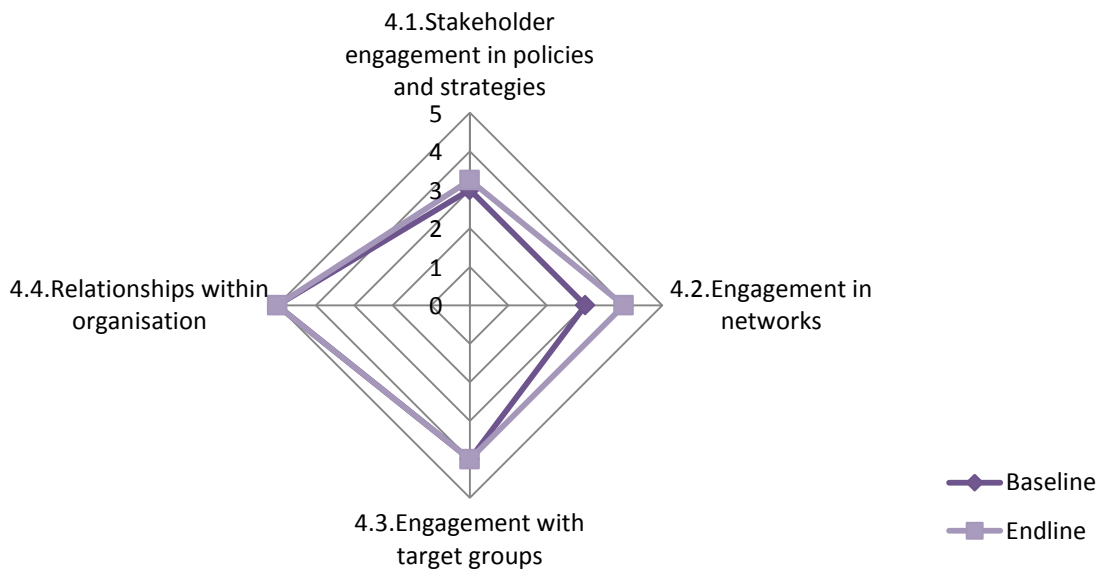 4.1.Stakeholder
engagement in policies
and strategies
5
4
3
2
1
0
4.4.Relationships within
organisation
4.2.Engagement in
networks
4.3.Engagement with
target groups
Baseline
Endline